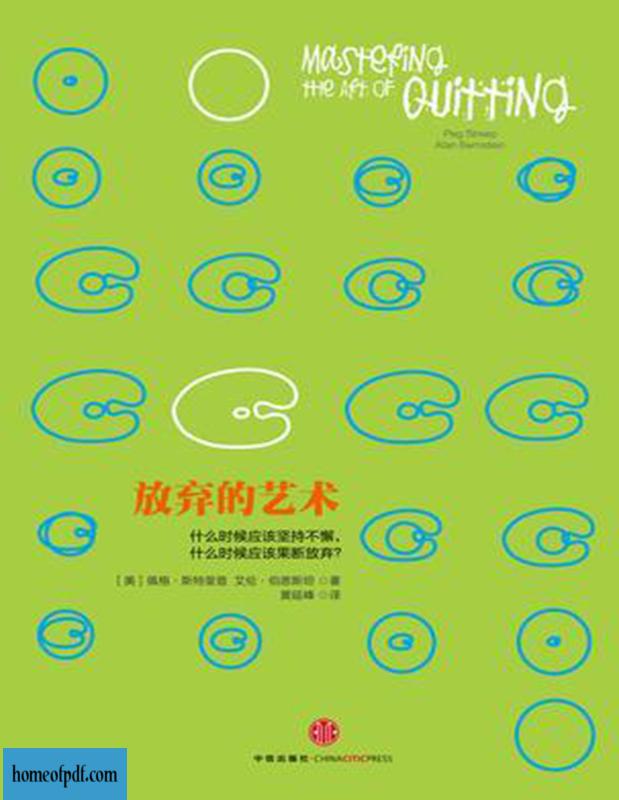 MasteriNg
the Art OF QUittiNg
Peg Streep
Alan Bernstein
放弃的艺术
什么时候应该坚持不懈、
什么时候应该果断放弃？
［美］佩格·斯特里普 艾伦·伯恩斯坦◇著
黄延峰◇译
中信出版社·CHINACITICPRESS
homeofpdf.com